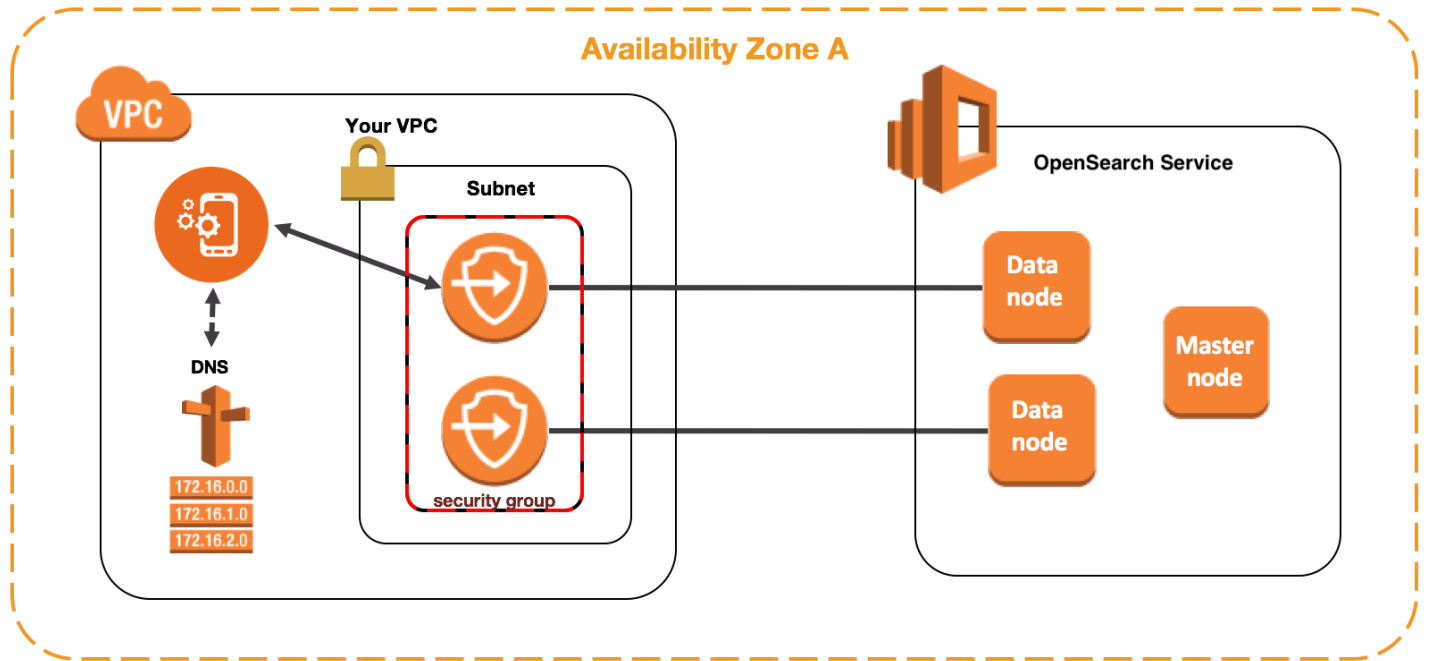 Availability Zone A
VPC
Your VPC
Subnet
security group
DNS
172.16.0.0
172.16.1.0
172.16.2.0
OpenSearch Service
Data
node
Data
node
Master
node